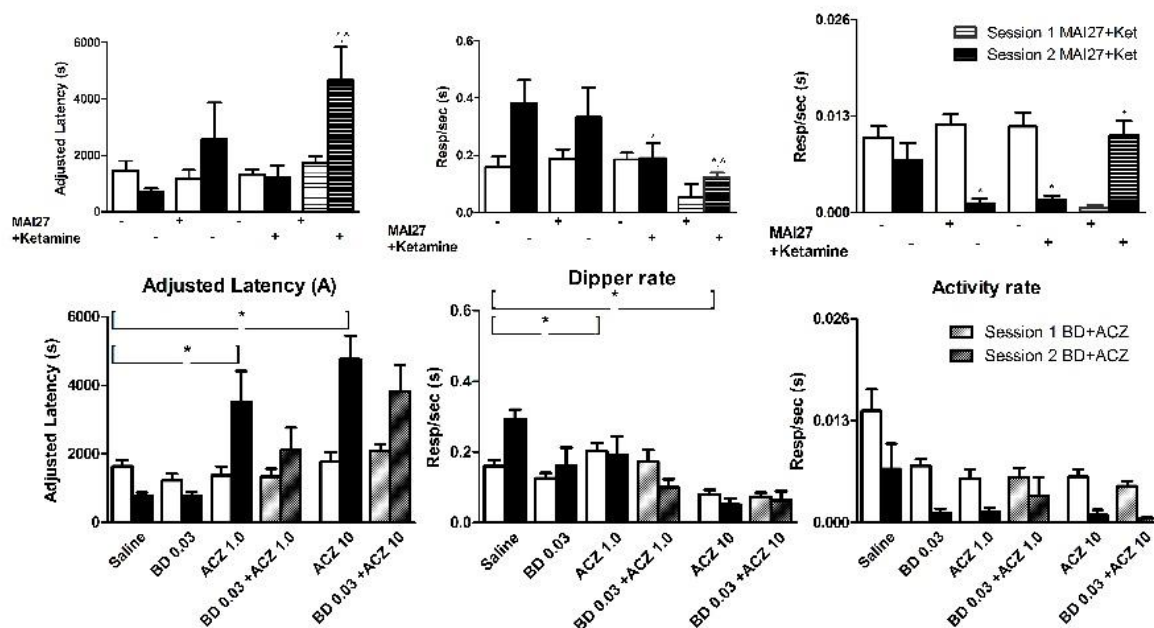 Adjusted Latency (s)
6000
4000
2000
0
^^
- + - +
- - + +
MAI27
+Ketamine
Resp/sec (s)
0.6
0.4
0.2
0.0
^ ^^
- + - +
- - + +
MAI27
+Ketamine
Resp/sec (s)
0.026
0.013
0.000
Session 1 MAI27+Ket
Session 2 MAI27+Ket
- + - +
- - + +
MAI27
+Ketamine
Adjusted Latency (A)
Adjusted Latency (s)
6000
4000
2000
0
*
*
Saline
BD 0.03
ACZ 1.0
BD 0.03 +ACZ 1.0
ACZ 10
BD 0.03 +ACZ 10
Dipper rate
Resp/sec (s)
0.6
0.4
0.2
0.0
*
*
Saline
BD 0.03
ACZ 1.0
BD 0.03 +ACZ 1.0
ACZ 10
BD 0.03 +ACZ 10
Activity rate
Resp/sec (s)
0.026
0.013
0.000
Session 1 BD+ACZ
Session 2 BD+ACZ
Saline
BD 0.03
ACZ 1.0
BD 0.03 +ACZ 1.0
ACZ 10
BD 0.03 +ACZ 10